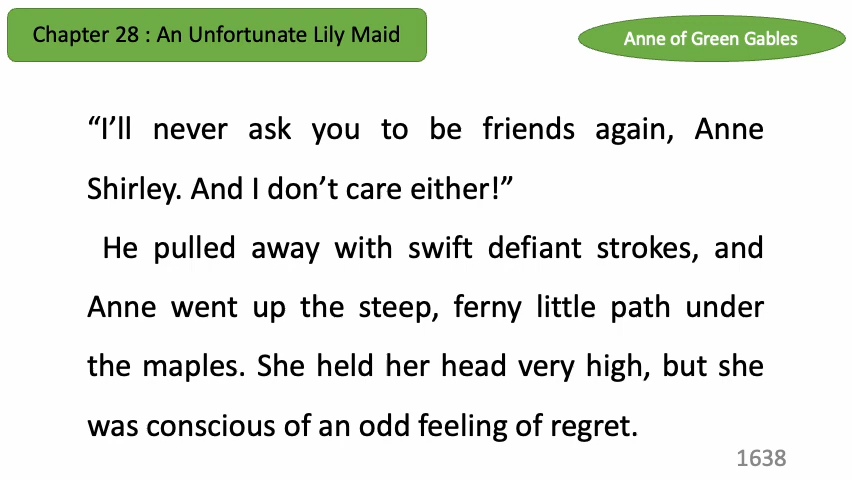 Chapter 28 : An Unfortunate Lily Maid
Anne of Green Gables
“I’ll never ask you to be friends again, Anne
Shirley. And I don’t care either!”
He pulled away with swift defiant strokes, and
Anne went up the steep, ferny little path under
the maples. She held her head very high, but she
was conscious of an odd feeling of regret.
1638